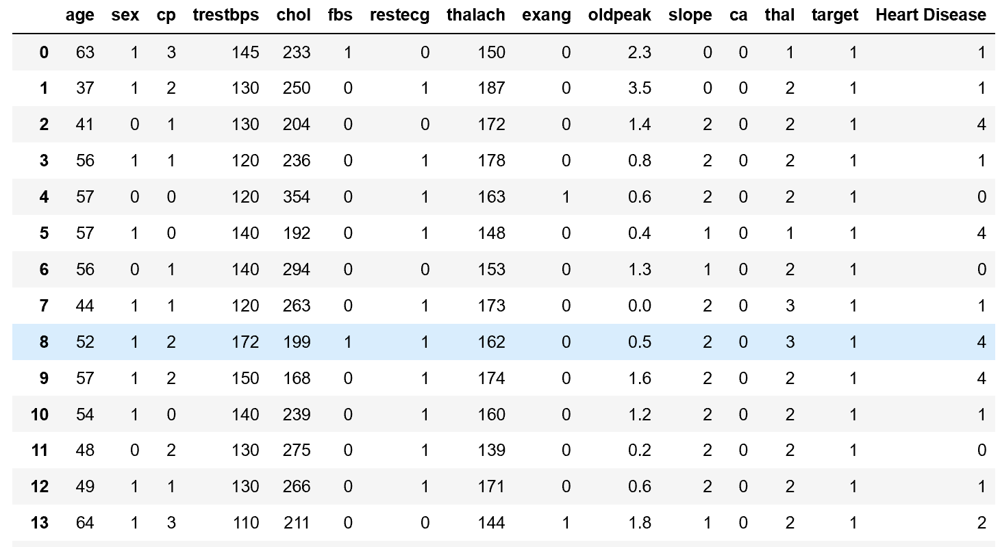 age sex cp trestbps chol fbs restecg thalach exang oldpeak slope ca thal target Heart Disease
0 63 1 3 145 233 1 0 150 0 2.3 0 0 1 1 1
1 37 1 2 130 250 0 1 187 0 3.5 0 0 2 1 1
2 41 0 1 130 204 0 0 172 0 1.4 2 0 2 1 4
3 56 1 1 120 236 0 1 178 0 0.8 2 0 2 1 1
4 57 0 0 120 354 0 1 163 1 0.6 2 0 2 1 0
5 57 1 0 140 192 0 1 148 0 0.4 1 0 1 1 4
6 56 0 1 140 294 0 0 153 0 1.3 1 0 2 1 0
7 44 1 1 120 263 0 1 173 0 0.0 2 0 3 1 1
8 52 1 2 172 199 1 1 162 0 0.5 2 0 3 1 4
9 57 1 2 150 168 0 1 174 0 1.6 2 0 2 1 4
10 54 1 0 140 239 0 1 160 0 1.2 2 0 2 1 1
11 48 0 2 130 275 0 1 139 0 0.2 2 0 2 1 0
12 49 1 1 130 266 0 1 171 0 0.6 2 0 2 1 1
13 64 1 3 110 211 0 0 144 1 1.8 1 0 2 1 2